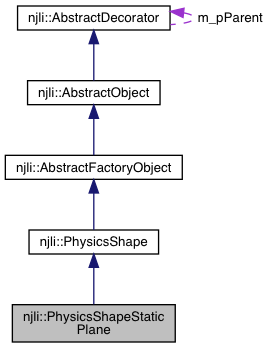 njli::AbstractDecorator
m_pParent
njli::AbstractObject
njli::AbstractFactoryObject
njli::PhysicsShape
njli::PhysicsShapeStatic
Plane